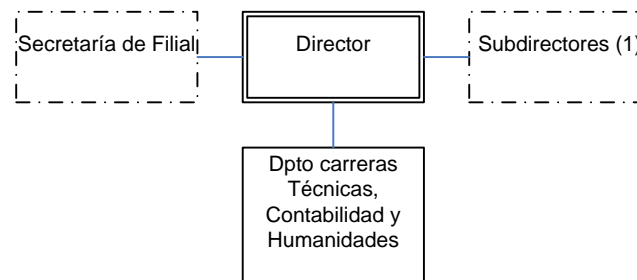 Secretaría de Filial
Director
Subdirectores (1)
Dpto carreras
Técnicas,
Contabilidad y
Humanidades